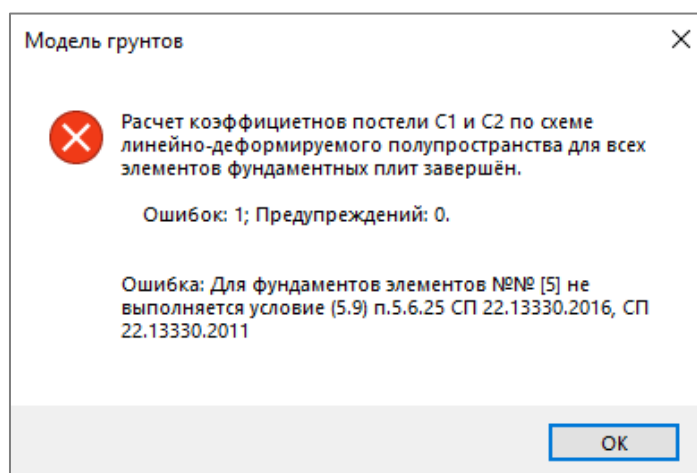 Модель грунтов
Расчет коэффициетнов постели С1 и С2 по схеме
линейно-деформируемого полупространства для всех
элементов фундаментных плит завершён.
Ошибок: 1; Предупреждений: 0.
Ошибка: Для фундаментов элементов №№ [5] не
выполняется условие (5.9) п.5.6.25 СП 22.13330.2016, СП
22.13330.2011
ОК